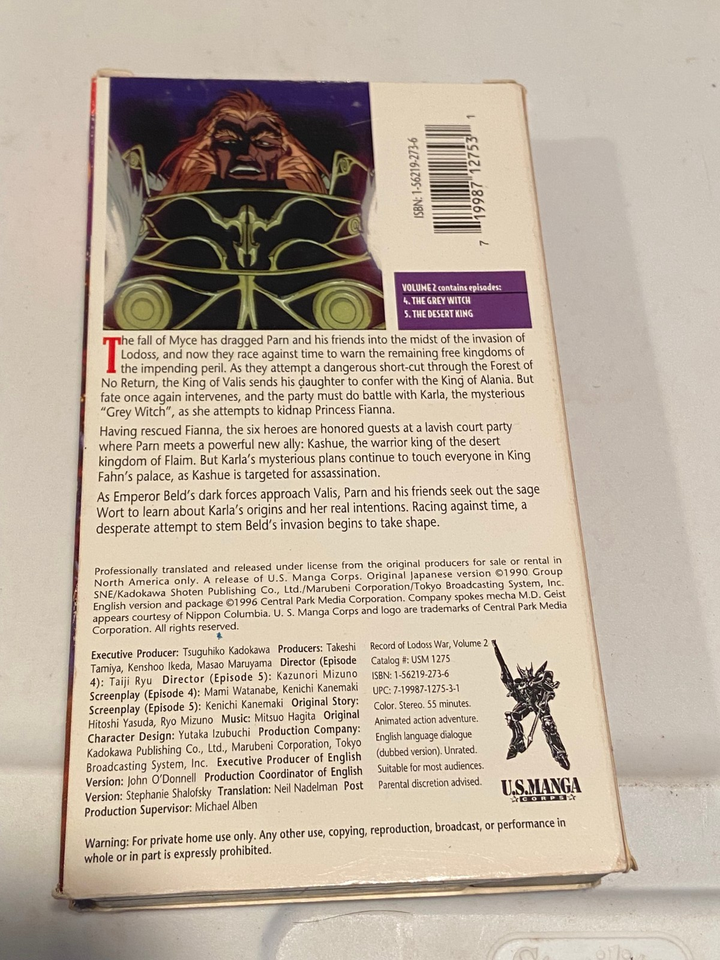 ISBN: 1-56219-273-6
7 19987 12753 1
VOLUME 2 contains episodes:
4. THE GREY WITCH
5. THE DESERT KING
The fall of Myce has dragged Parn and his friends into the midst of the invasion of
Lodoss, and now they race against time to warn the remaining free kingdoms of
the impending peril. As they attempt a dangerous short-cut through the Forest of
No Return, the King of Valis sends his daughter to confer with the King of Alania. But
fate once again intervenes, and the party must do battle with Karla, the mysterious
“Grey Witch”, as she attempts to kidnap Princess Fianna.
Having rescued Fianna, the six heroes are honored guests at a lavish court party
where Parn meets a powerful new ally: Kashue, the warrior king of the desert
kingdom of Flaim. But Karla's mysterious plans continue to touch everyone in King
Fahn's palace, as Kashue is targeted for assassination.
As Emperor Beld's dark forces approach Valis, Parn and his friends seek out the sage
Wort to learn about Karla's origins and her real intentions. Racing against time, a
desperate attempt to stem Beld's invasion begins to take shape.
Professionally translated and released under license from the original producers for sale or rental in
North America only. A release of U.S. Manga Corps. Original Japanese version ©1990 Group
SNE/Kadokawa Shoten Publishing Co., Ltd./Marubeni Corporation/Tokyo Broadcasting System, Inc.
English version and package ©1996 Central Park Media Corporation. Company spokes mecha M.D. Geist
appears courtesy of Nippon Columbia. U. S. Manga Corps and logo are trademarks of Central Park Media
Corporation. All rights reserved.
Executive Producer: Tsuguhiko Kadokawa Producers: Takeshi
Tamiya, Kenshoo Ikeda, Masao Maruyama Director (Episode
4): Taiji Ryu Director (Episode 5): Kazunori Mizuno
Screenplay (Episode 4): Mami Watanabe, Kenichi Kanemaki
Screenplay (Episode 5): Kenichi Kanemaki Original Story:
Hitoshi Yasuda, Ryo Mizuno Music: Mitsuo Hagita Original
Character Design: Yutaka Izubuchi Production Company:
Kadokawa Publishing Co., Ltd., Marubeni Corporation, Tokyo
Broadcasting System, Inc. Executive Producer of English
Version: John O'Donnell Production Coordinator of English
Version: Stephanie Shalofsky Translation: Neil Nadelman Post
Production Supervisor: Michael Alben
Record of Lodoss War, Volume 2
Catalog #: USM 1275
ISBN: 1-56219-273-6
UPC: 7-19987-1275-3-1
Color. Stereo. 55 minutes.
Animated action adventure.
English language dialogue
(dubbed version). Unrated.
Suitable for most audiences.
Parental discretion advised.
U.S.MANGA
CORPS
Warning: For private home use only. Any other use, copying, reproduction, broadcast, or performance in
whole or in part is expressly prohibited.